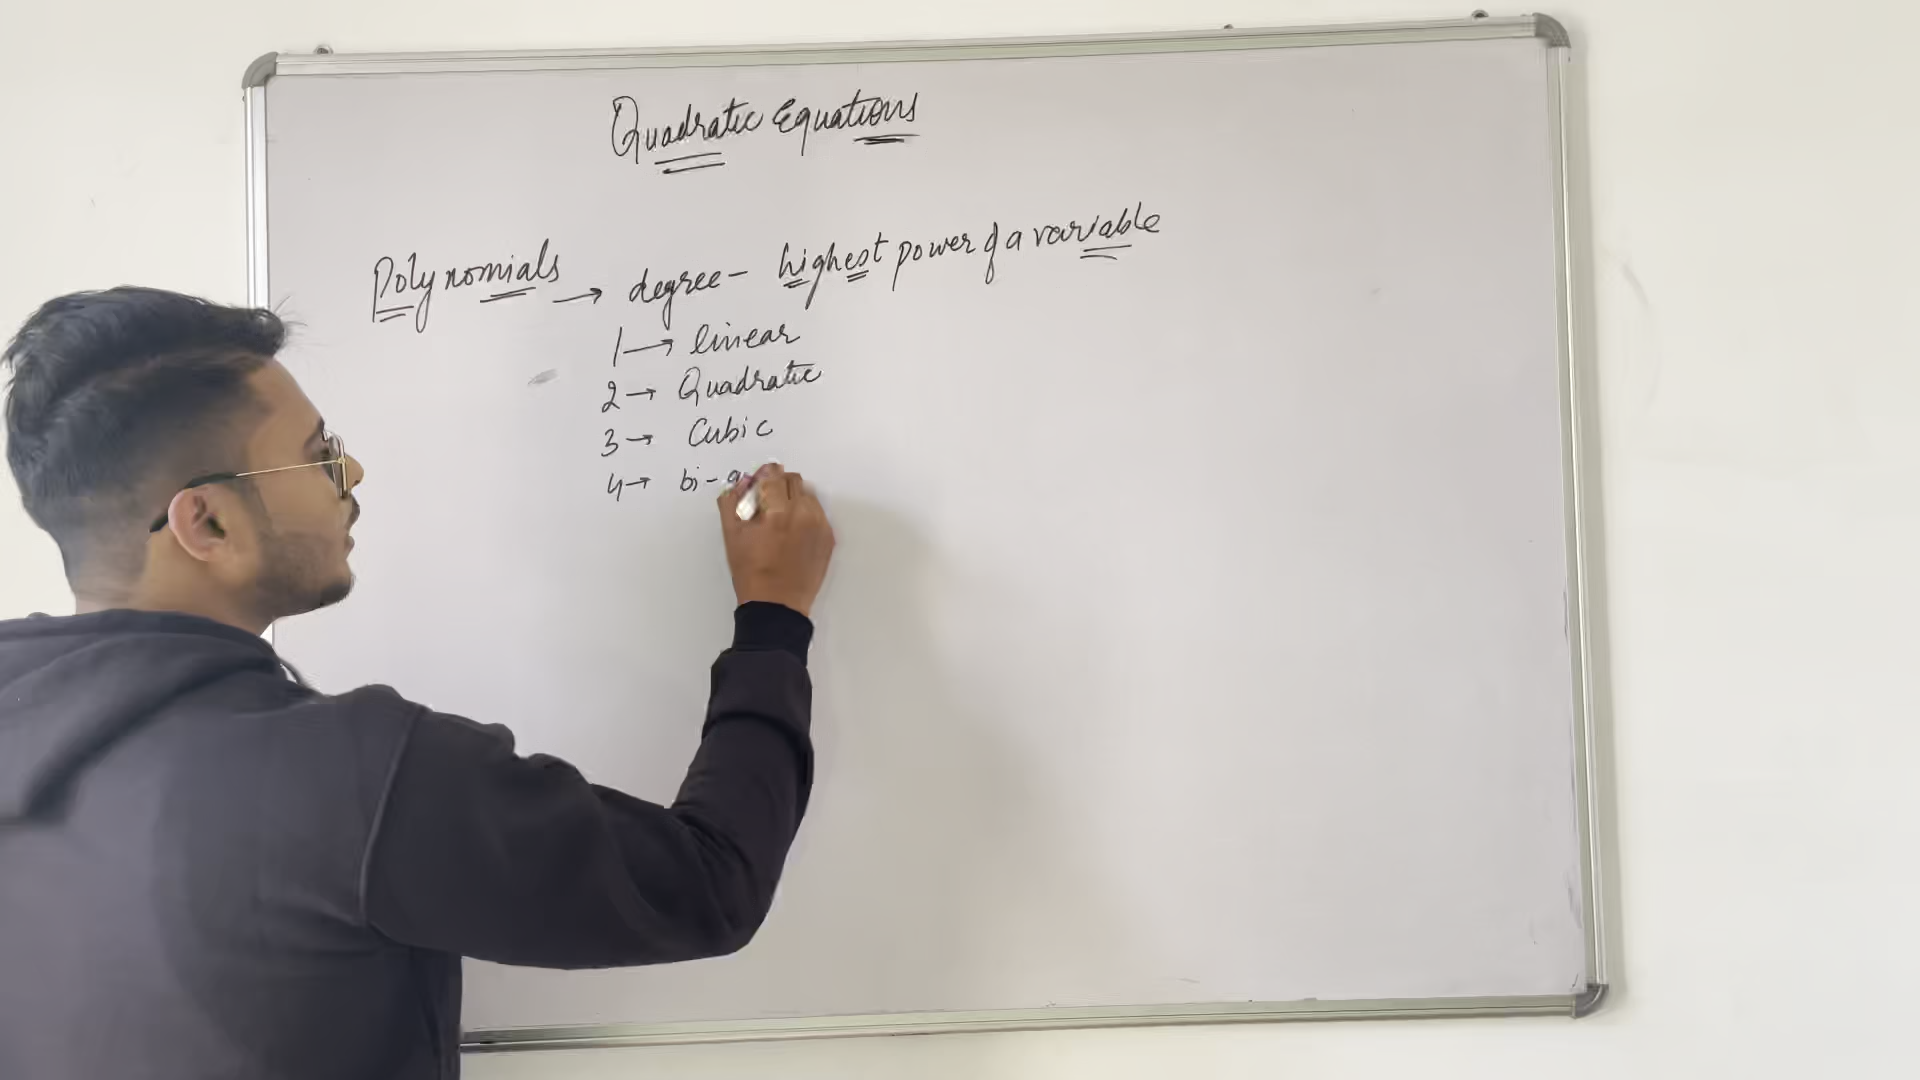 Quadratic Equations
Polynomials → degree - highest power of a variable
1 → linear
2 → Quadratic
3 → Cubic
4 → bi-q